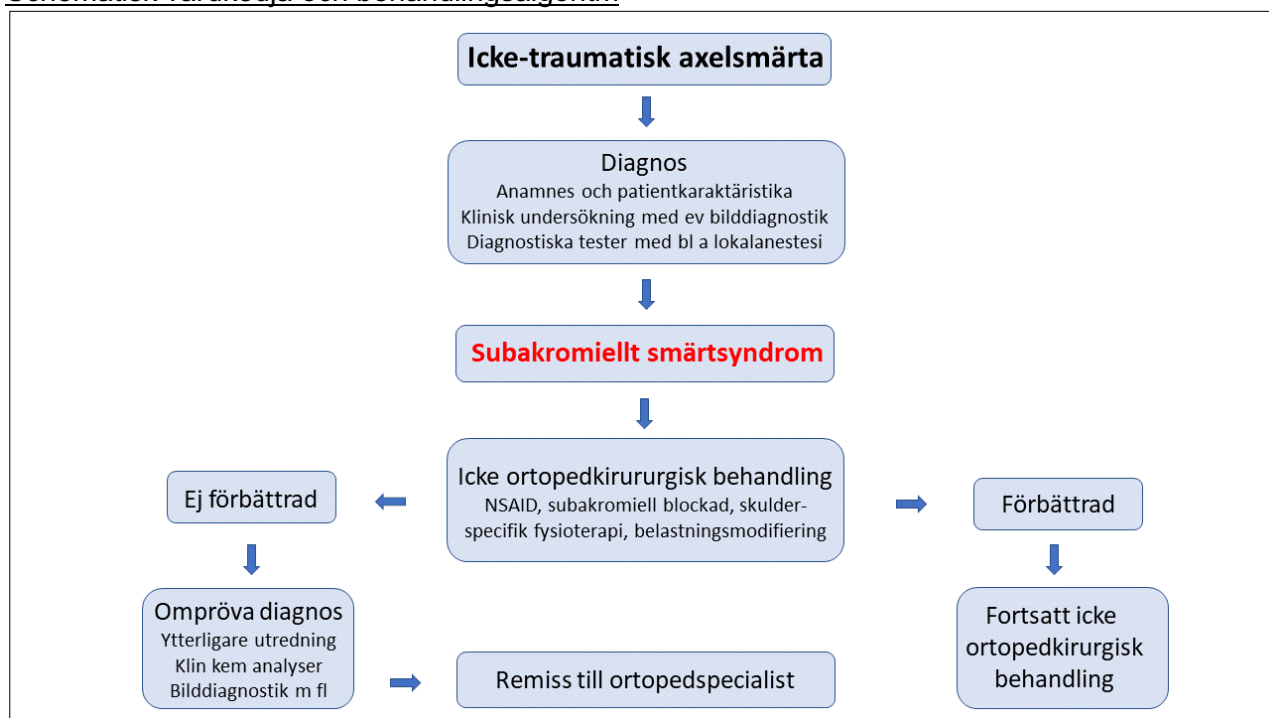 Icke-traumatisk axelsmärta
Diagnos
Anamnes och patientkaraktäristika
Klinisk undersökning med ev bilddiagnostik
Diagnostiska tester med bl a lokalanestesi
Subakromiellt smärtsyndrom
Icke ortopedkirururgisk behandling
NSAID, subakromiell blockad, skulder-
specifik fysioterapi, belastningsmodifiering
Ej förbättrad
Förbättrad
Ompröva diagnos
Ytterligare utredning
Klin kem analyser
Bilddiagnostik m fl
Remiss till ortopedspecialist
Fortsatt icke
ortopedkirurgisk
behandling